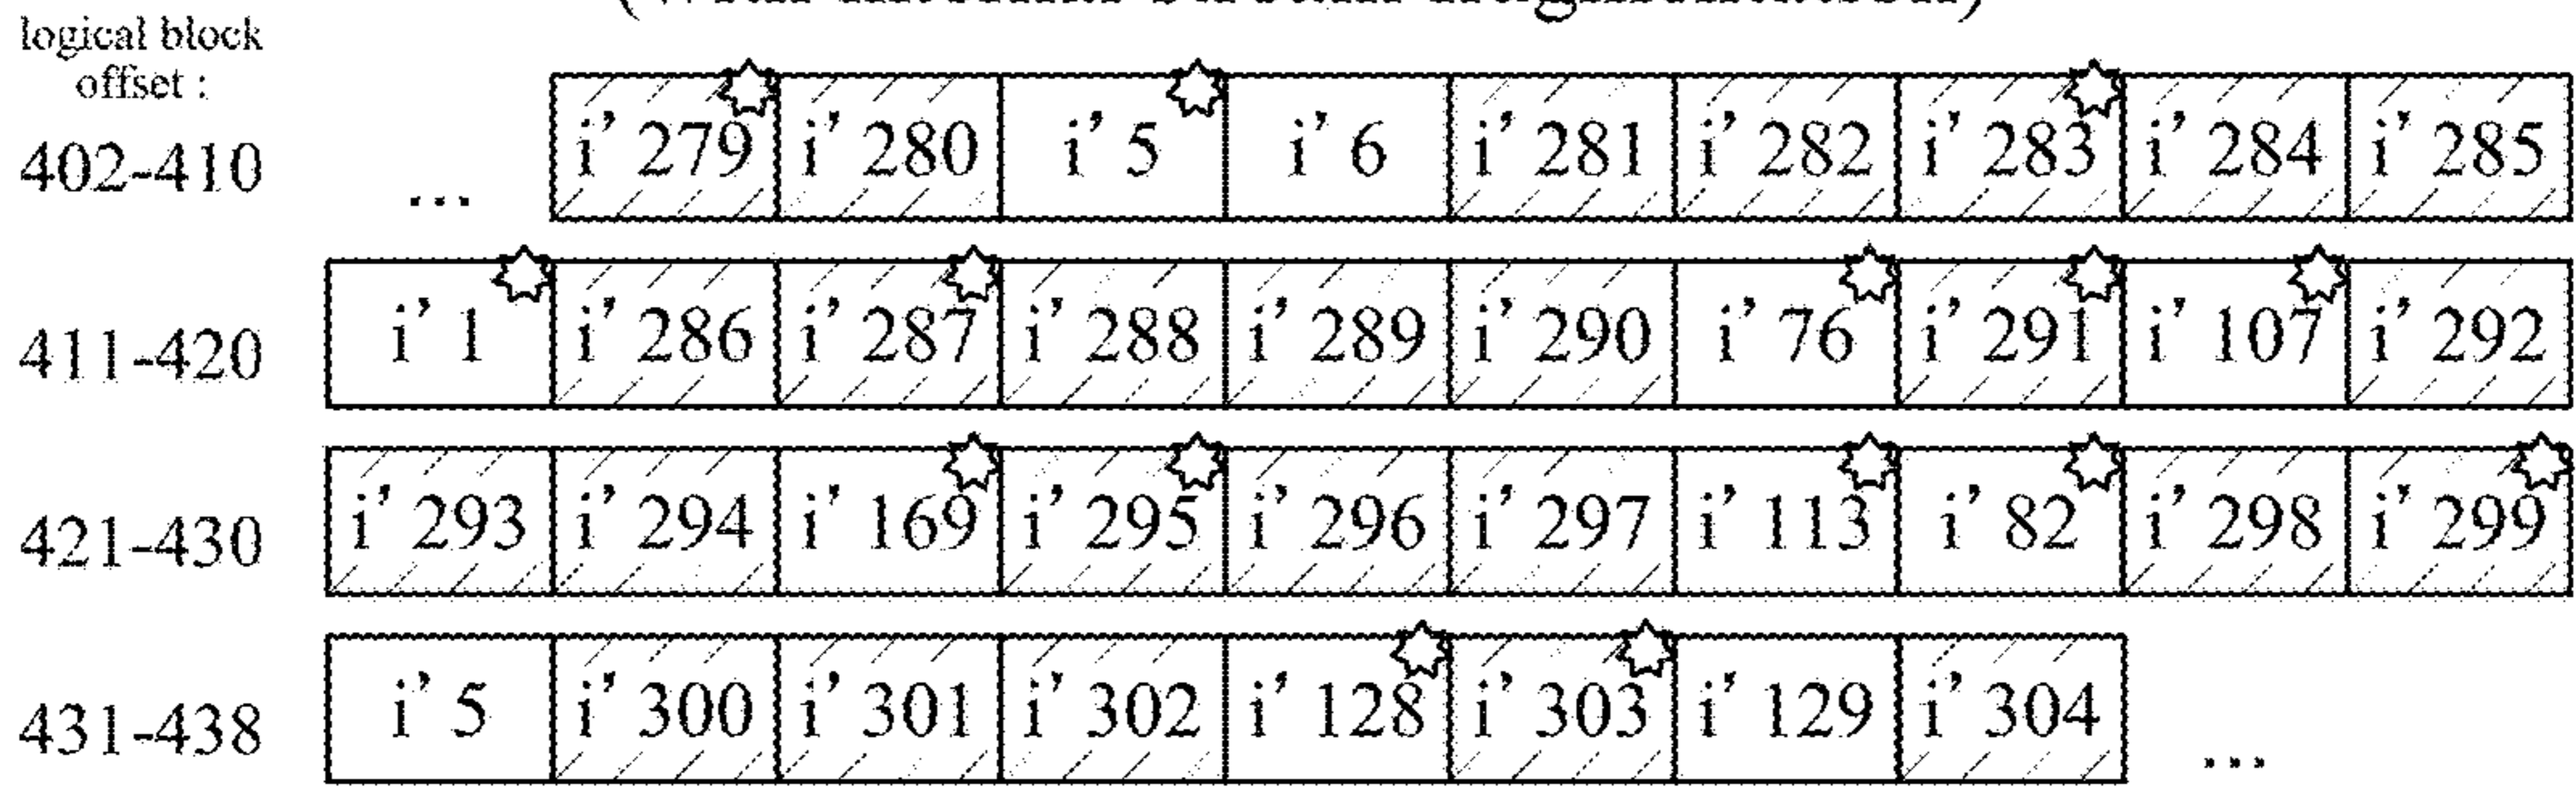 logical block
offset :
402-410 ... i’ 279 i’ 280 i’ 5 i’ 6 i’ 281 i’ 282 i’ 283 i’ 284 i’ 285
411-420 i’ 1 i’ 286 i’ 287 i’ 288 i’ 289 i’ 290 i’ 76 i’ 291 i’ 107 i’ 292
421-430 i’ 293 i’ 294 i’ 169 i’ 295 i’ 296 i’ 297 i’ 113 i’ 82 i’ 298 i’ 299
431-438 i’ 5 i’ 300 i’ 301 i’ 302 i’ 128 i’ 303 i’ 129 i’ 304 ...